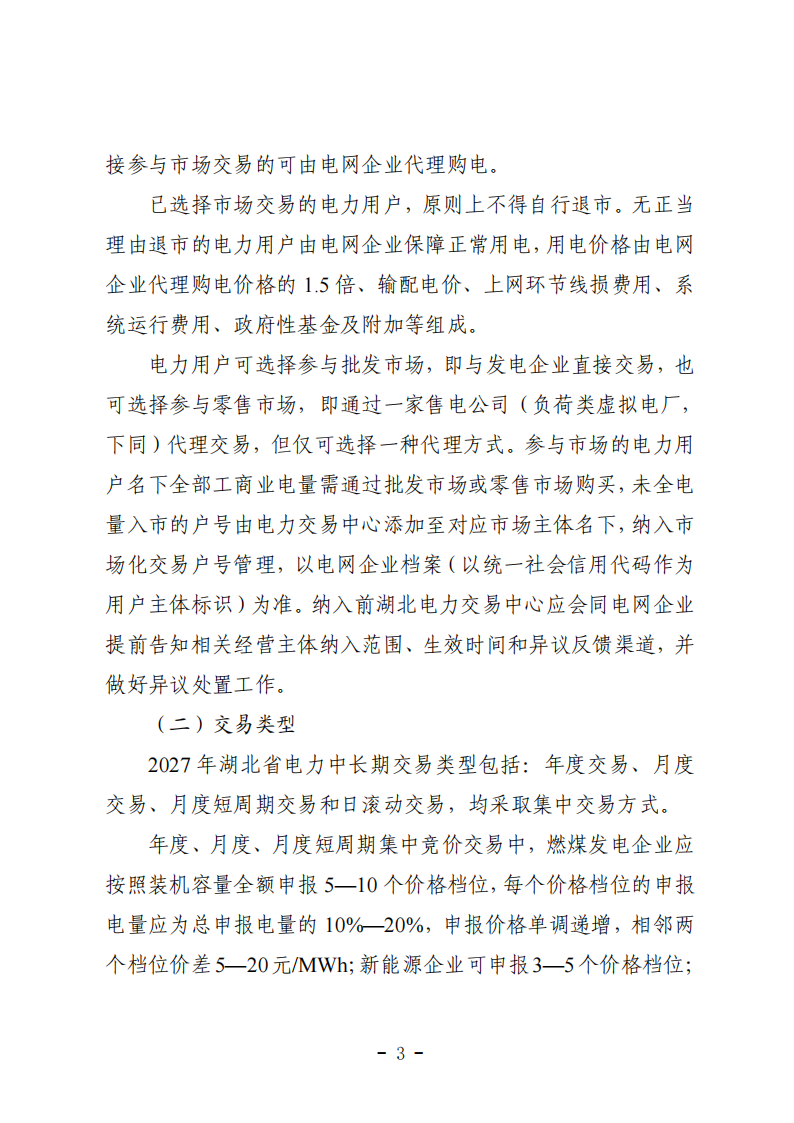 接参与市场交易的可由电网企业代理购电。
已选择市场交易的电力用户，原则上不得自行退市。无正当
理由退市的电力用户由电网企业保障正常用电，用电价格由电网
企业代理购电价格的 1.5 倍、输配电价、上网环节线损费用、系
统运行费用、政府性基金及附加等组成。
电力用户可选择参与批发市场，即与发电企业直接交易，也
可选择参与零售市场，即通过一家售电公司（负荷类虚拟电厂，
下同）代理交易，但仅可选择一种代理方式。参与市场的电力用
户名下全部工商业电量需通过批发市场或零售市场购买，未全电
量入市的户号由电力交易中心添加至对应市场主体名下，纳入市
场化交易户号管理，以电网企业档案（以统一社会信用代码作为
用户主体标识）为准。纳入前湖北电力交易中心应会同电网企业
提前告知相关经营主体纳入范围、生效时间和异议反馈渠道，并
做好异议处置工作。
（二）交易类型
2027 年湖北省电力中长期交易类型包括：年度交易、月度
交易、月度短周期交易和日滚动交易，均采取集中交易方式。
年度、月度、月度短周期集中竞价交易中，燃煤发电企业应
按照装机容量全额申报 5—10 个价格档位，每个价格档位的申报
电量应为总申报电量的 10%—20%，申报价格单调递增，相邻两
个档位价差 5—20 元/MWh；新能源企业可申报 3—5 个价格档位；
- 3 -